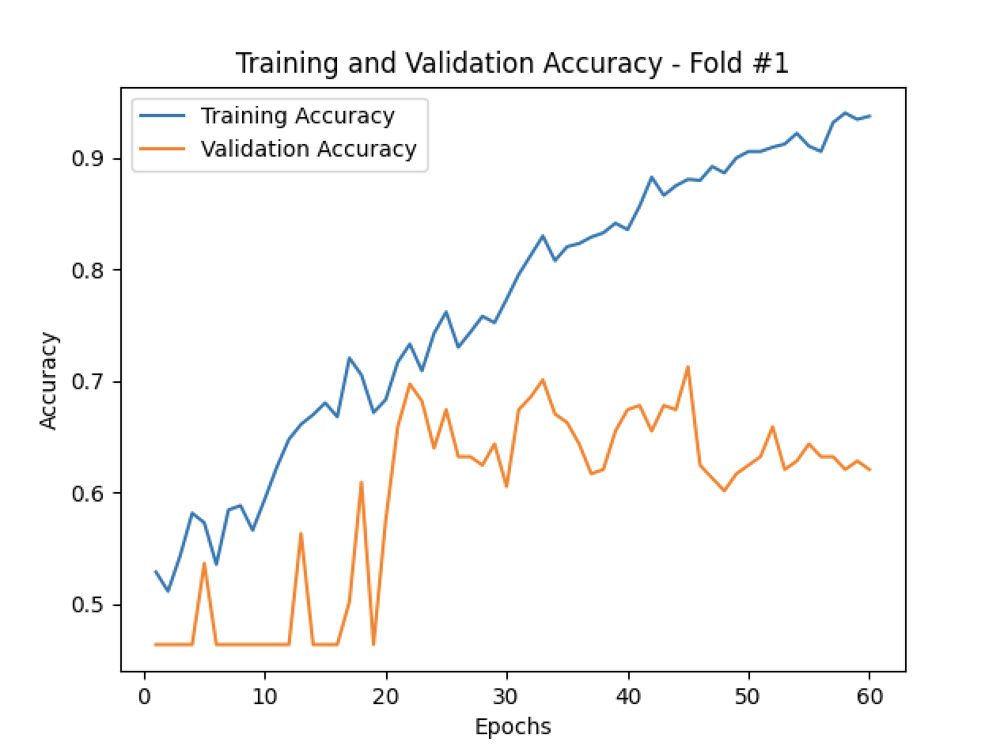 Training and Validation Accuracy - Fold #1
Training Accuracy
Validation Accuracy
0.9
0.8
0.7
0.6
0.5
Accuracy
0 10 20 30 40 50 60
Epochs